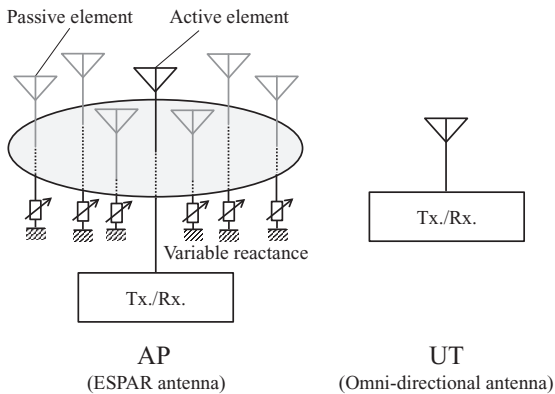 Passive element
Active element
Variable reactance
Tx./Rx.
Tx./Rx.
AP
(ESPAR antenna)
UT
(Omni-directional antenna)